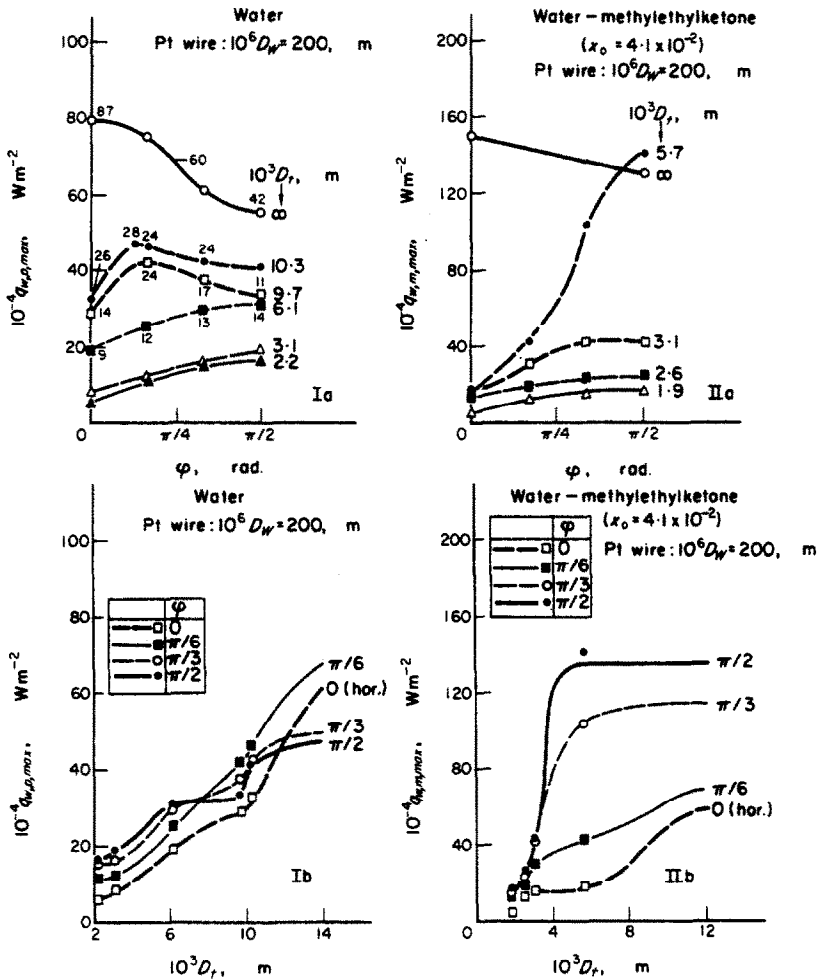 Water
Pt wire: 10⁶D_W = 200, m
10⁻⁴q_w,p,max, Wm⁻²
100
80
60
40
20
0
87
60
42
10³D_t, m
∞
26
28
24
24
11
10·3
14
24
17
9·7
9
12
13
14
6·1
3·1
2·2
Ia
0
π/4
π/2
φ, rad.
Water – methylethylketone
(x₀ = 4·1 x 10⁻²)
Pt wire: 10⁶D_W = 200, m
10⁻⁴q_w,m,max, Wm⁻²
200
160
120
80
40
0
10³D_t, m
5·7
∞
3·1
2·6
1·9
IIa
0
π/4
π/2
φ, rad.
Water
Pt wire: 10⁶D_W = 200, m
10⁻⁴q_w,p,max, Wm⁻²
100
80
60
40
20
0
φ
0
π/6
π/3
π/2
π/6
0 (hor.)
π/3
π/2
Ib
2
6
10
14
10³D_t, m
Water – methylethylketone
(x₀ = 4·1 x 10⁻²)
Pt wire: 10⁶D_W = 200, m
10⁻⁴q_w,m,max, Wm⁻²
200
160
120
80
40
0
φ
0
π/6
π/3
π/2
π/2
π/3
π/6
0 (hor.)
IIb
0
4
8
12
10³D_t, m